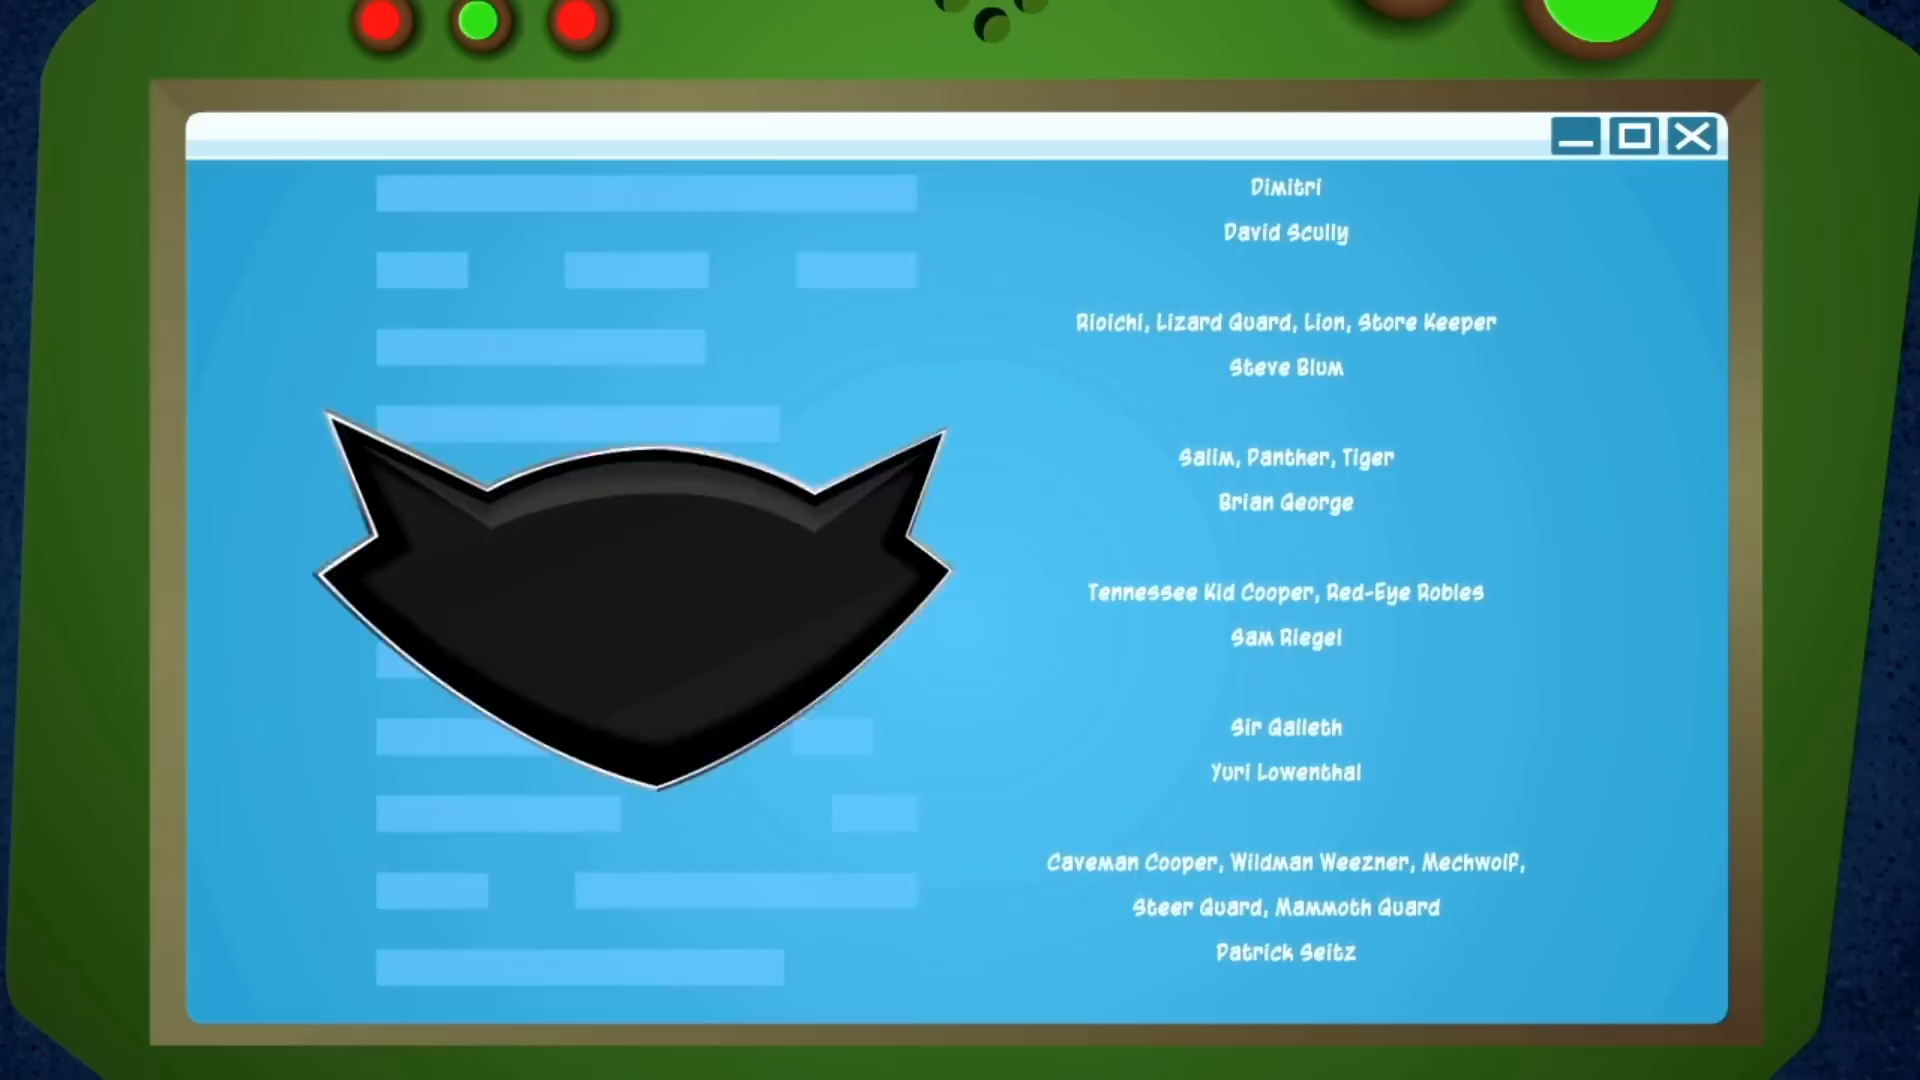 Dimitri
David Scully
Rioichi, Lizard Guard, Lion, Store Keeper
Steve Blum
Salim, Panther, Tiger
Brian George
Tennessee Kid Cooper, Red-Eye Robles
Sam Riegel
Sir Galleth
Yuri Lowenthal
Caveman Cooper, Wildman Weezner, Mechwolf,
Steer Guard, Mammoth Guard
Patrick Seitz